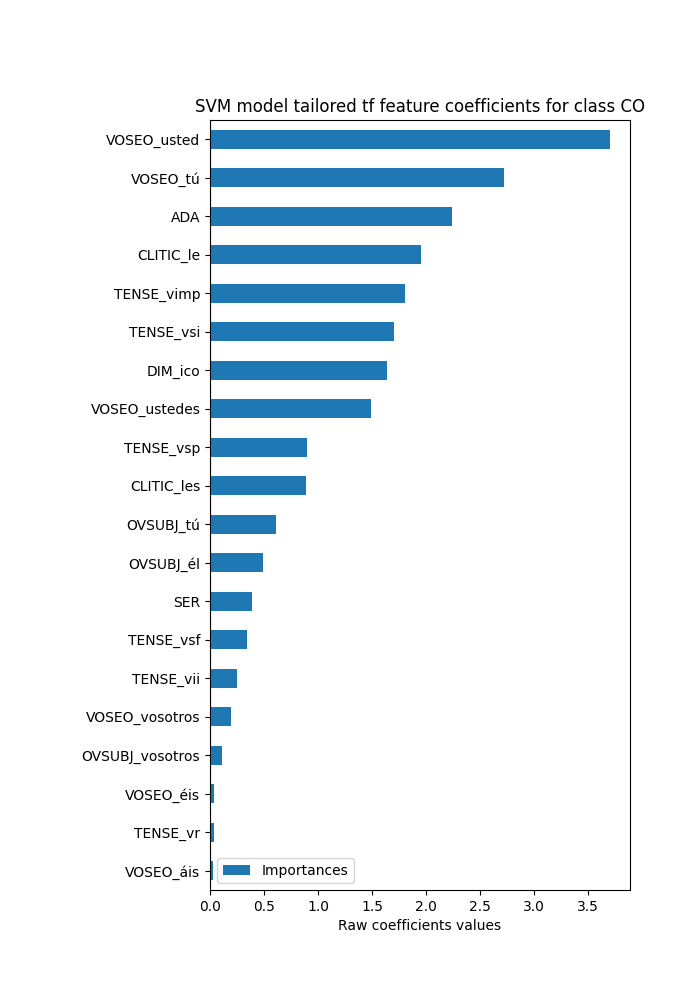 SVM model tailored tf feature coefficients for class CO
VOSEO_usted
VOSEO_tú
ADA
CLITIC_le
TENSE_vimp
TENSE_vsi
DIM_ico
VOSEO_ustedes
TENSE_vsp
CLITIC_les
OVSUBJ_tú
OVSUBJ_él
SER
TENSE_vsf
TENSE_vii
VOSEO_vosotros
OVSUBJ_vosotros
VOSEO_éis
TENSE_vr
VOSEO_áis
Importances
0.0 0.5 1.0 1.5 2.0 2.5 3.0 3.5
Raw coefficients values